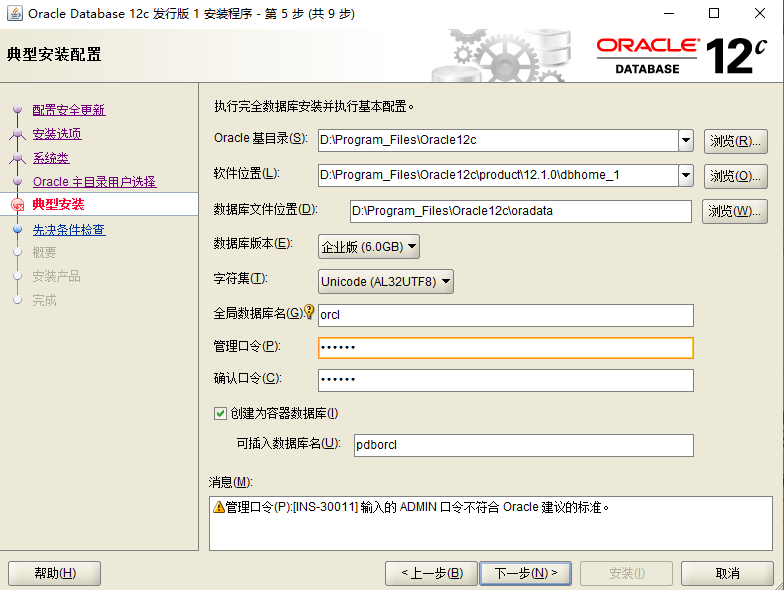 Oracle Database 12c 发行版 1 安装程序 - 第 5 步 (共 9 步)
典型安装配置
ORACLE
DATABASE
12c
配置安全更新
安装选项
系统类
Oracle 主目录用户选择
典型安装
先决条件检查
概要
安装产品
完成
执行完全数据库安装并执行基本配置。
Oracle 基目录(S): D:\Program_Files\Oracle12c 浏览(R)...
软件位置(L): D:\Program_Files\Oracle12c\product\12.1.0\dbhome_1 浏览(O)...
数据库文件位置(D): D:\Program_Files\Oracle12c\oradata 浏览(W)...
数据库版本(E): 企业版 (6.0GB)
字符集(T): Unicode (AL32UTF8)
全局数据库名(G): orcl
管理口令(P): ••••••
确认口令(C): ••••••
创建为容器数据库(I)
可插入数据库名(U): pdborcl
消息(M):
管理口令(P):[INS-30011] 输入的 ADMIN 口令不符合 Oracle 建议的标准。
帮助(H) < 上一步(B) 下一步(N) > 安装(I) 取消